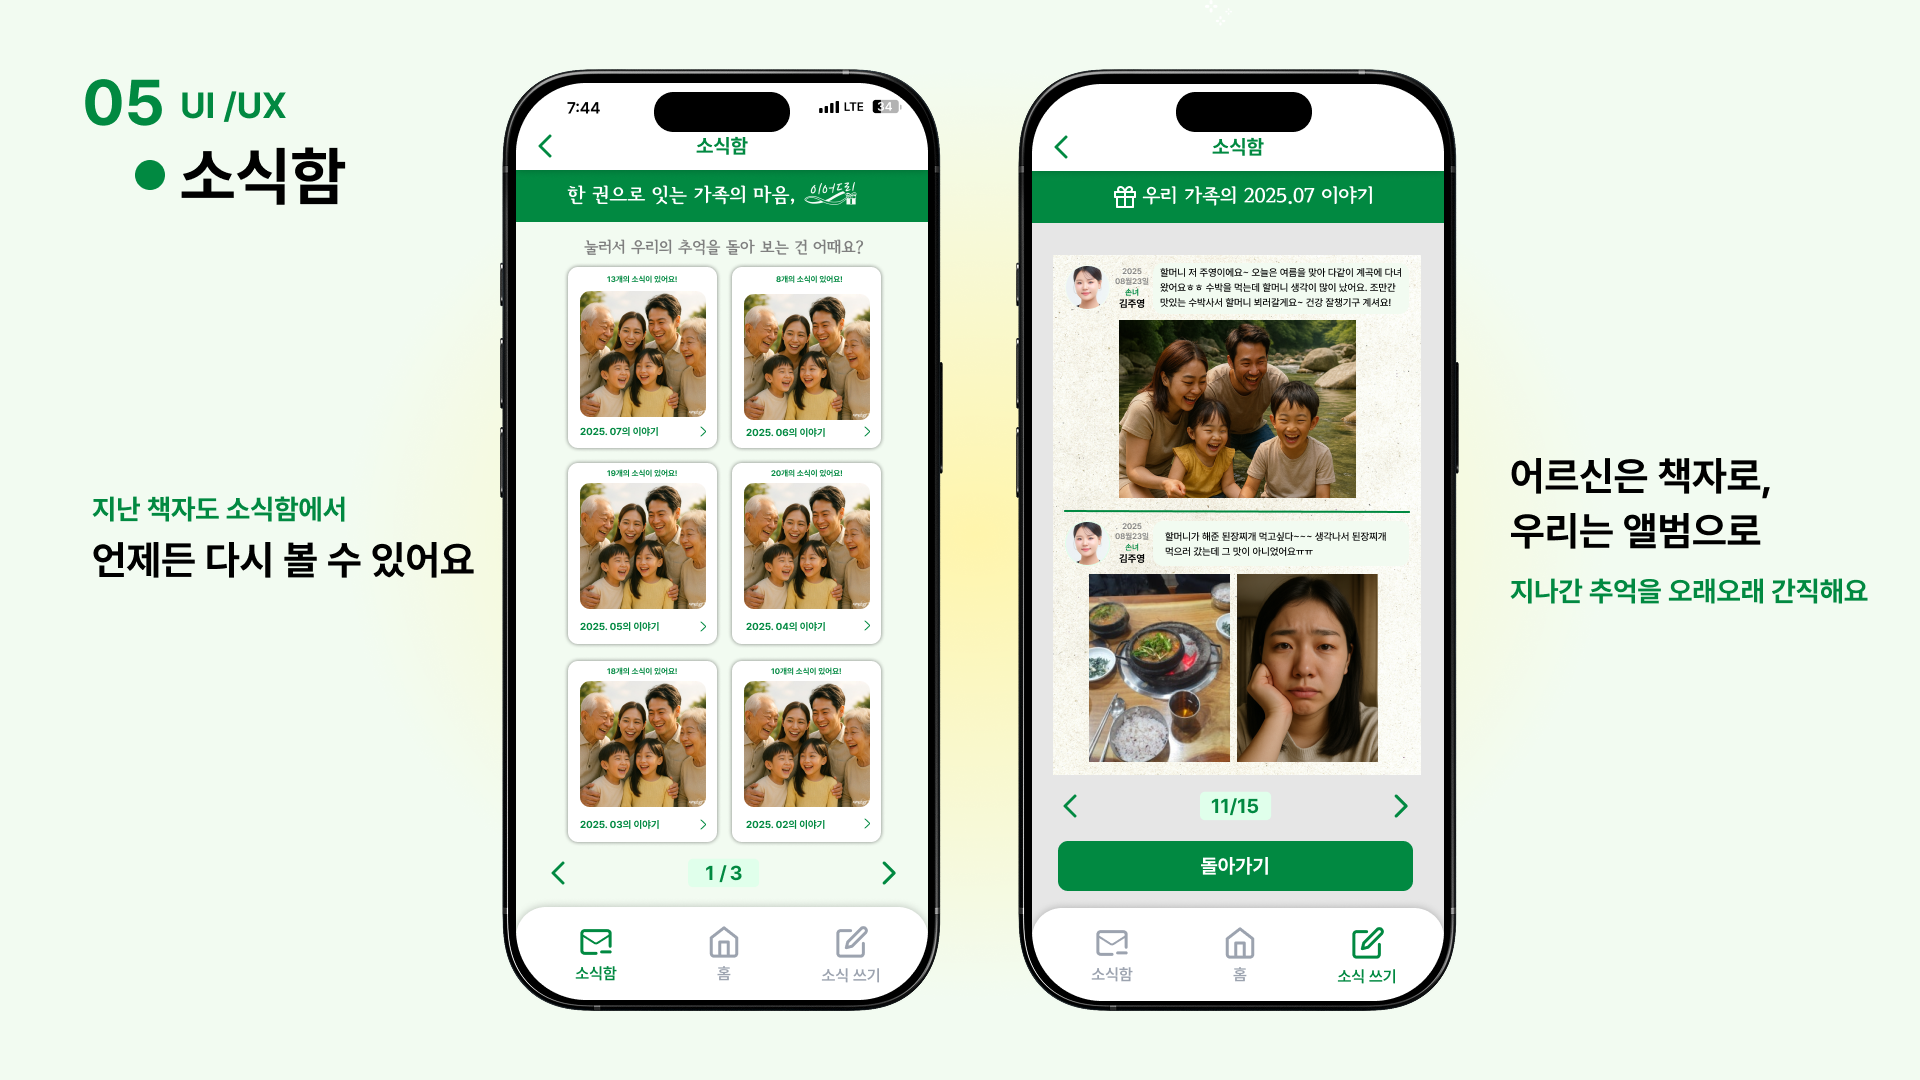 05 UI /UX
소식함
지난 책자도 소식함에서
언제든 다시 볼 수 있어요
7:44
LTE 34
소식함
한 권으로 잇는 가족의 마음, 이어드림
눌러서 우리의 추억을 돌아 보는 건 어때요?
13개의 소식이 있어요!
2025. 07의 이야기
8개의 소식이 있어요!
2025. 06의 이야기
19개의 소식이 있어요!
2025. 05의 이야기
20개의 소식이 있어요!
2025. 04의 이야기
18개의 소식이 있어요!
2025. 03의 이야기
10개의 소식이 있어요!
2025. 02의 이야기
1 / 3
소식함
홈
소식 쓰기
소식함
우리 가족의 2025.07 이야기
2025
08월23일
손녀
김주영
할머니 저 주영이에요~ 오늘은 여름을 맞아 다같이 계곡에 다녀
왔어요ㅎㅎ 수박을 먹는데 할머니 생각이 많이 났어요. 조만간
맛있는 수박사서 할머니 뵈러갈게요~ 건강 잘챙기구 계셔요!
2025
08월23일
손녀
김주영
할머니가 해준 된장찌개 먹고싶다~~~ 생각나서 된장찌개
먹으러 갔는데 그 맛이 아니었어요ㅠㅠ
11/15
돌아가기
소식함
홈
소식 쓰기
어르신은 책자로,
우리는 앨범으로
지나간 추억을 오래오래 간직해요